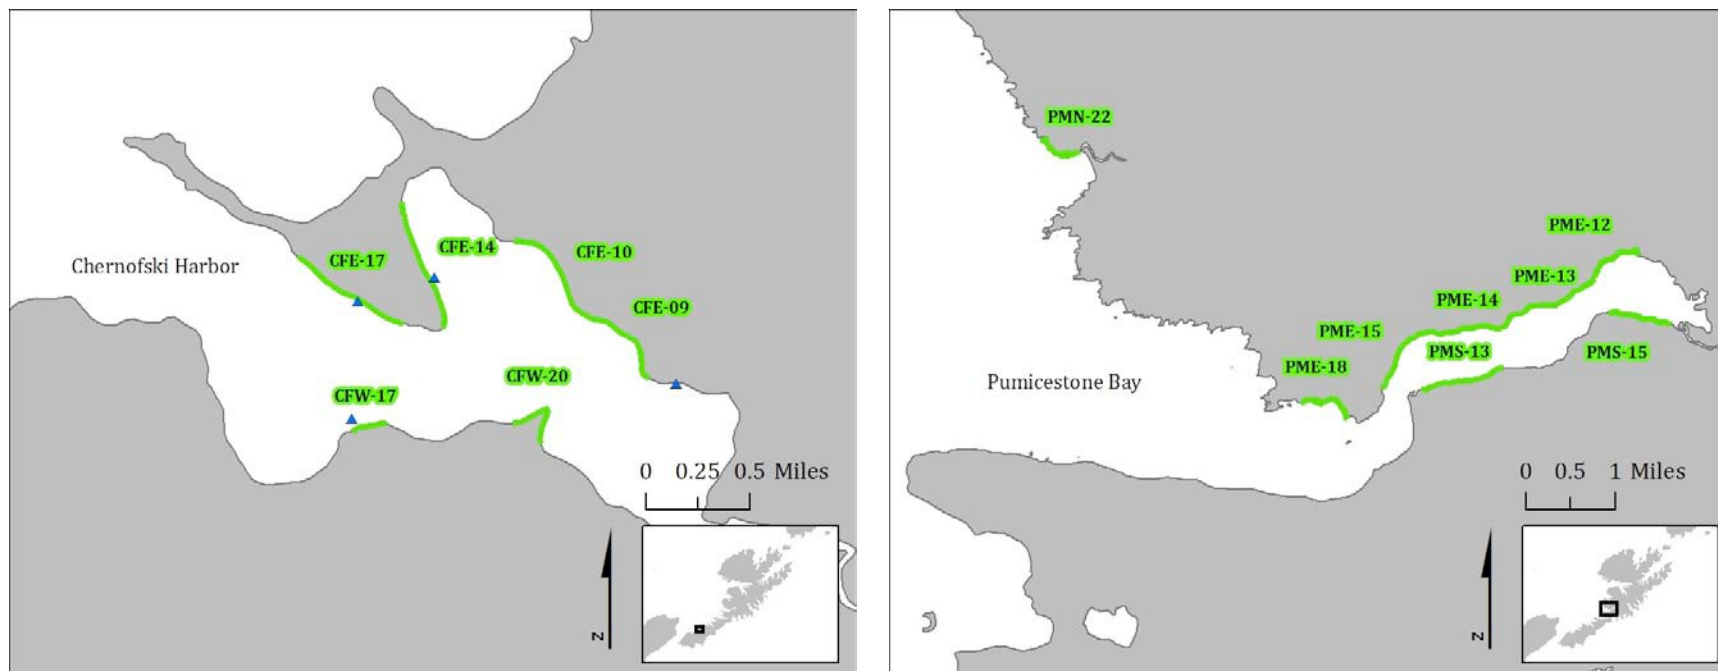 CFE-14
CFE-10
CFE-17
Chernofski Harbor
CFE-09
CFW-20
CFW-17
0 0.25 0.5 Miles
N
PMN-22
PME-12
PME-13
PME-14
PME-15
PMS-13
PMS-15
PME-18
Pumicestone Bay
0 0.5 1 Miles
N